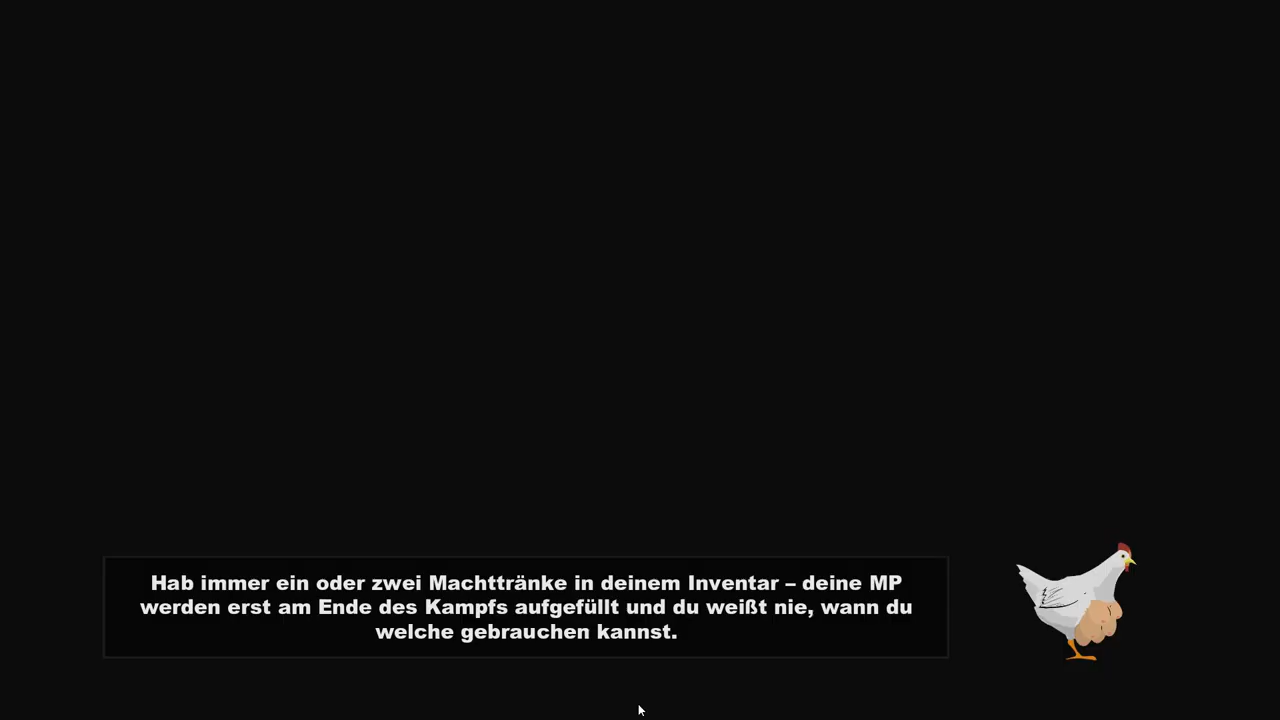 Hab immer ein oder zwei Machttränke in deinem Inventar – deine MP
werden erst am Ende des Kampfs aufgefüllt und du weißt nie, wann du
welche gebrauchen kannst.